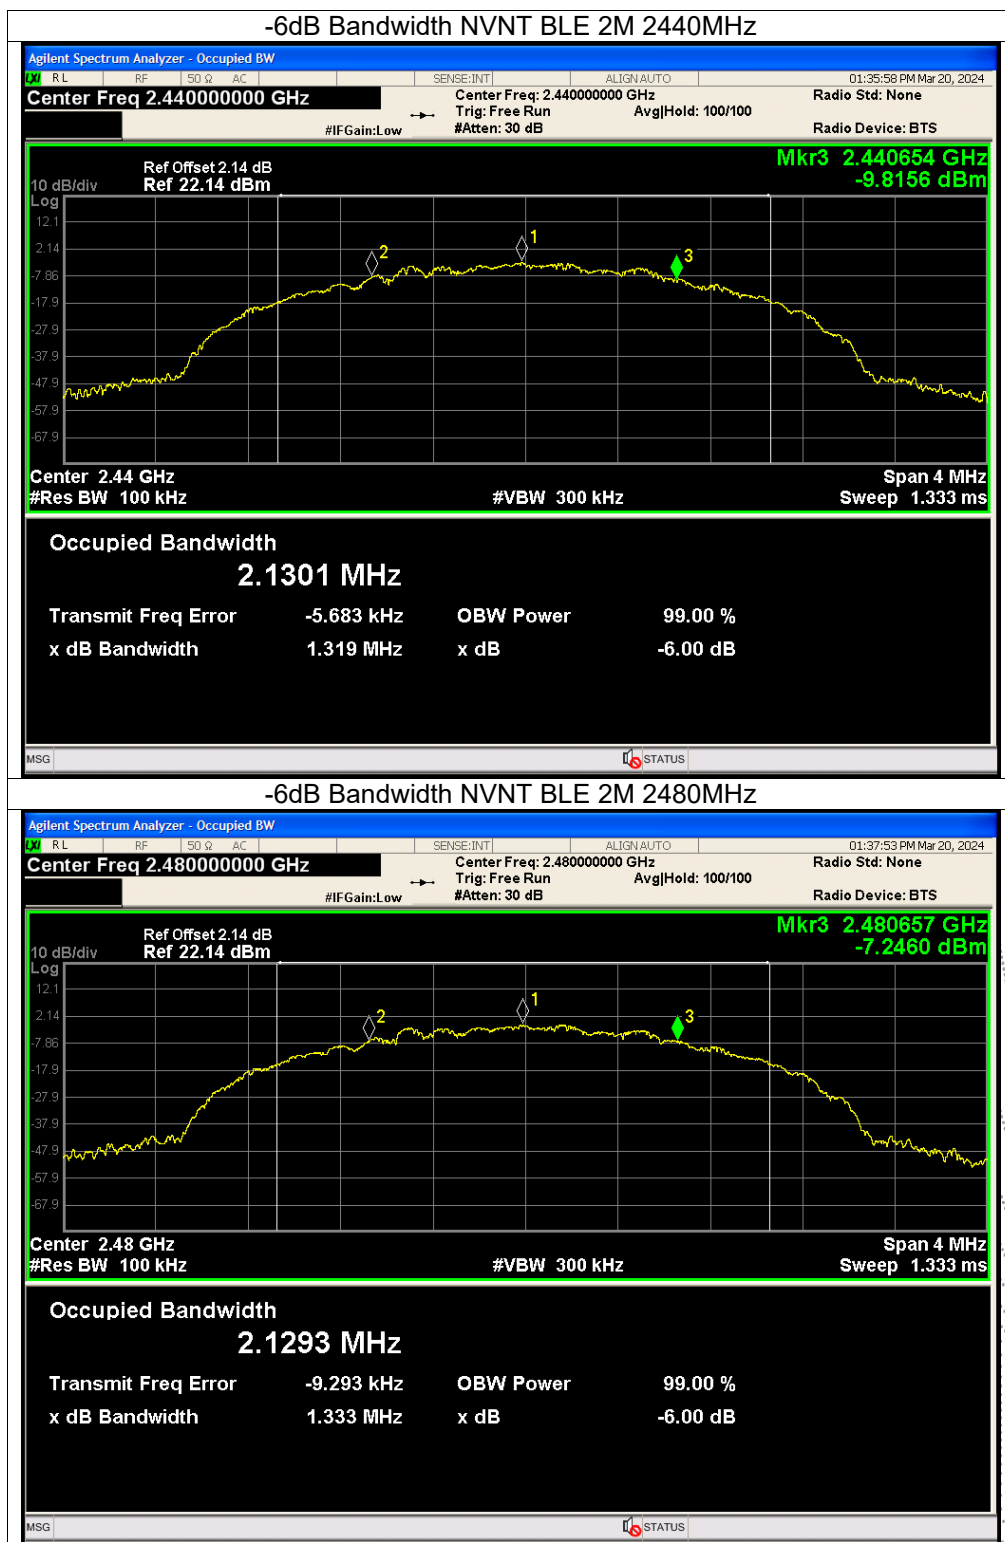 -6dB Bandwidth NVNT BLE 2M 2440MHz
Agilent Spectrum Analyzer - Occupied BW
LXI RL RF 50 Ω AC SENSE:INT ALIGN AUTO 01:35:58 PM Mar 20, 2024
Center Freq 2.440000000 GHz Center Freq: 2.440000000 GHz Radio Std: None
Trig: Free Run Avg|Hold: 100/100
#IFGain:Low #Atten: 30 dB Radio Device: BTS
Mkr3 2.440654 GHz
Ref Offset 2.14 dB
10 dB/div Ref 22.14 dBm -9.8156 dBm
Log
12.1
2.14
-7.86
-17.9
-27.9
-37.9
-47.9
-57.9
-67.9
2 1 3
Center 2.44 GHz Span 4 MHz
#Res BW 100 kHz #VBW 300 kHz Sweep 1.333 ms
Occupied Bandwidth
2.1301 MHz
Transmit Freq Error -5.683 kHz OBW Power 99.00 %
x dB Bandwidth 1.319 MHz x dB -6.00 dB
MSG STATUS
-6dB Bandwidth NVNT BLE 2M 2480MHz
Agilent Spectrum Analyzer - Occupied BW
LXI RL RF 50 Ω AC SENSE:INT ALIGN AUTO 01:37:53 PM Mar 20, 2024
Center Freq 2.480000000 GHz Center Freq: 2.480000000 GHz Radio Std: None
Trig: Free Run Avg|Hold: 100/100
#IFGain:Low #Atten: 30 dB Radio Device: BTS
Mkr3 2.480657 GHz
Ref Offset 2.14 dB
10 dB/div Ref 22.14 dBm -7.2460 dBm
Log
12.1
2.14
-7.86
-17.9
-27.9
-37.9
-47.9
-57.9
-67.9
2 1 3
Center 2.48 GHz Span 4 MHz
#Res BW 100 kHz #VBW 300 kHz Sweep 1.333 ms
Occupied Bandwidth
2.1293 MHz
Transmit Freq Error -9.293 kHz OBW Power 99.00 %
x dB Bandwidth 1.333 MHz x dB -6.00 dB
MSG STATUS